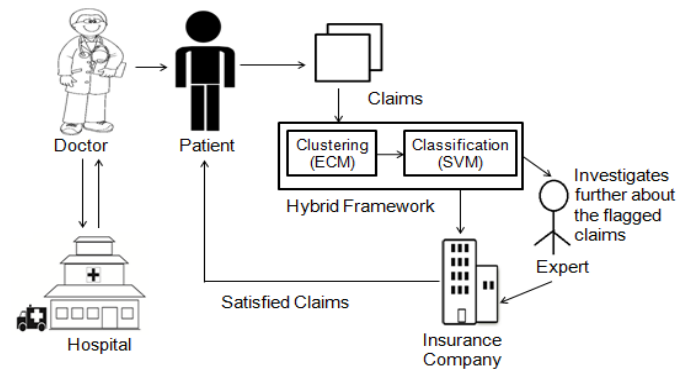 Doctor
Patient
Claims
Clustering
(ECM)
Classification
(SVM)
Hybrid Framework
Investigates
further about
the flagged
claims
Expert
Satisfied Claims
Hospital
Insurance
Company